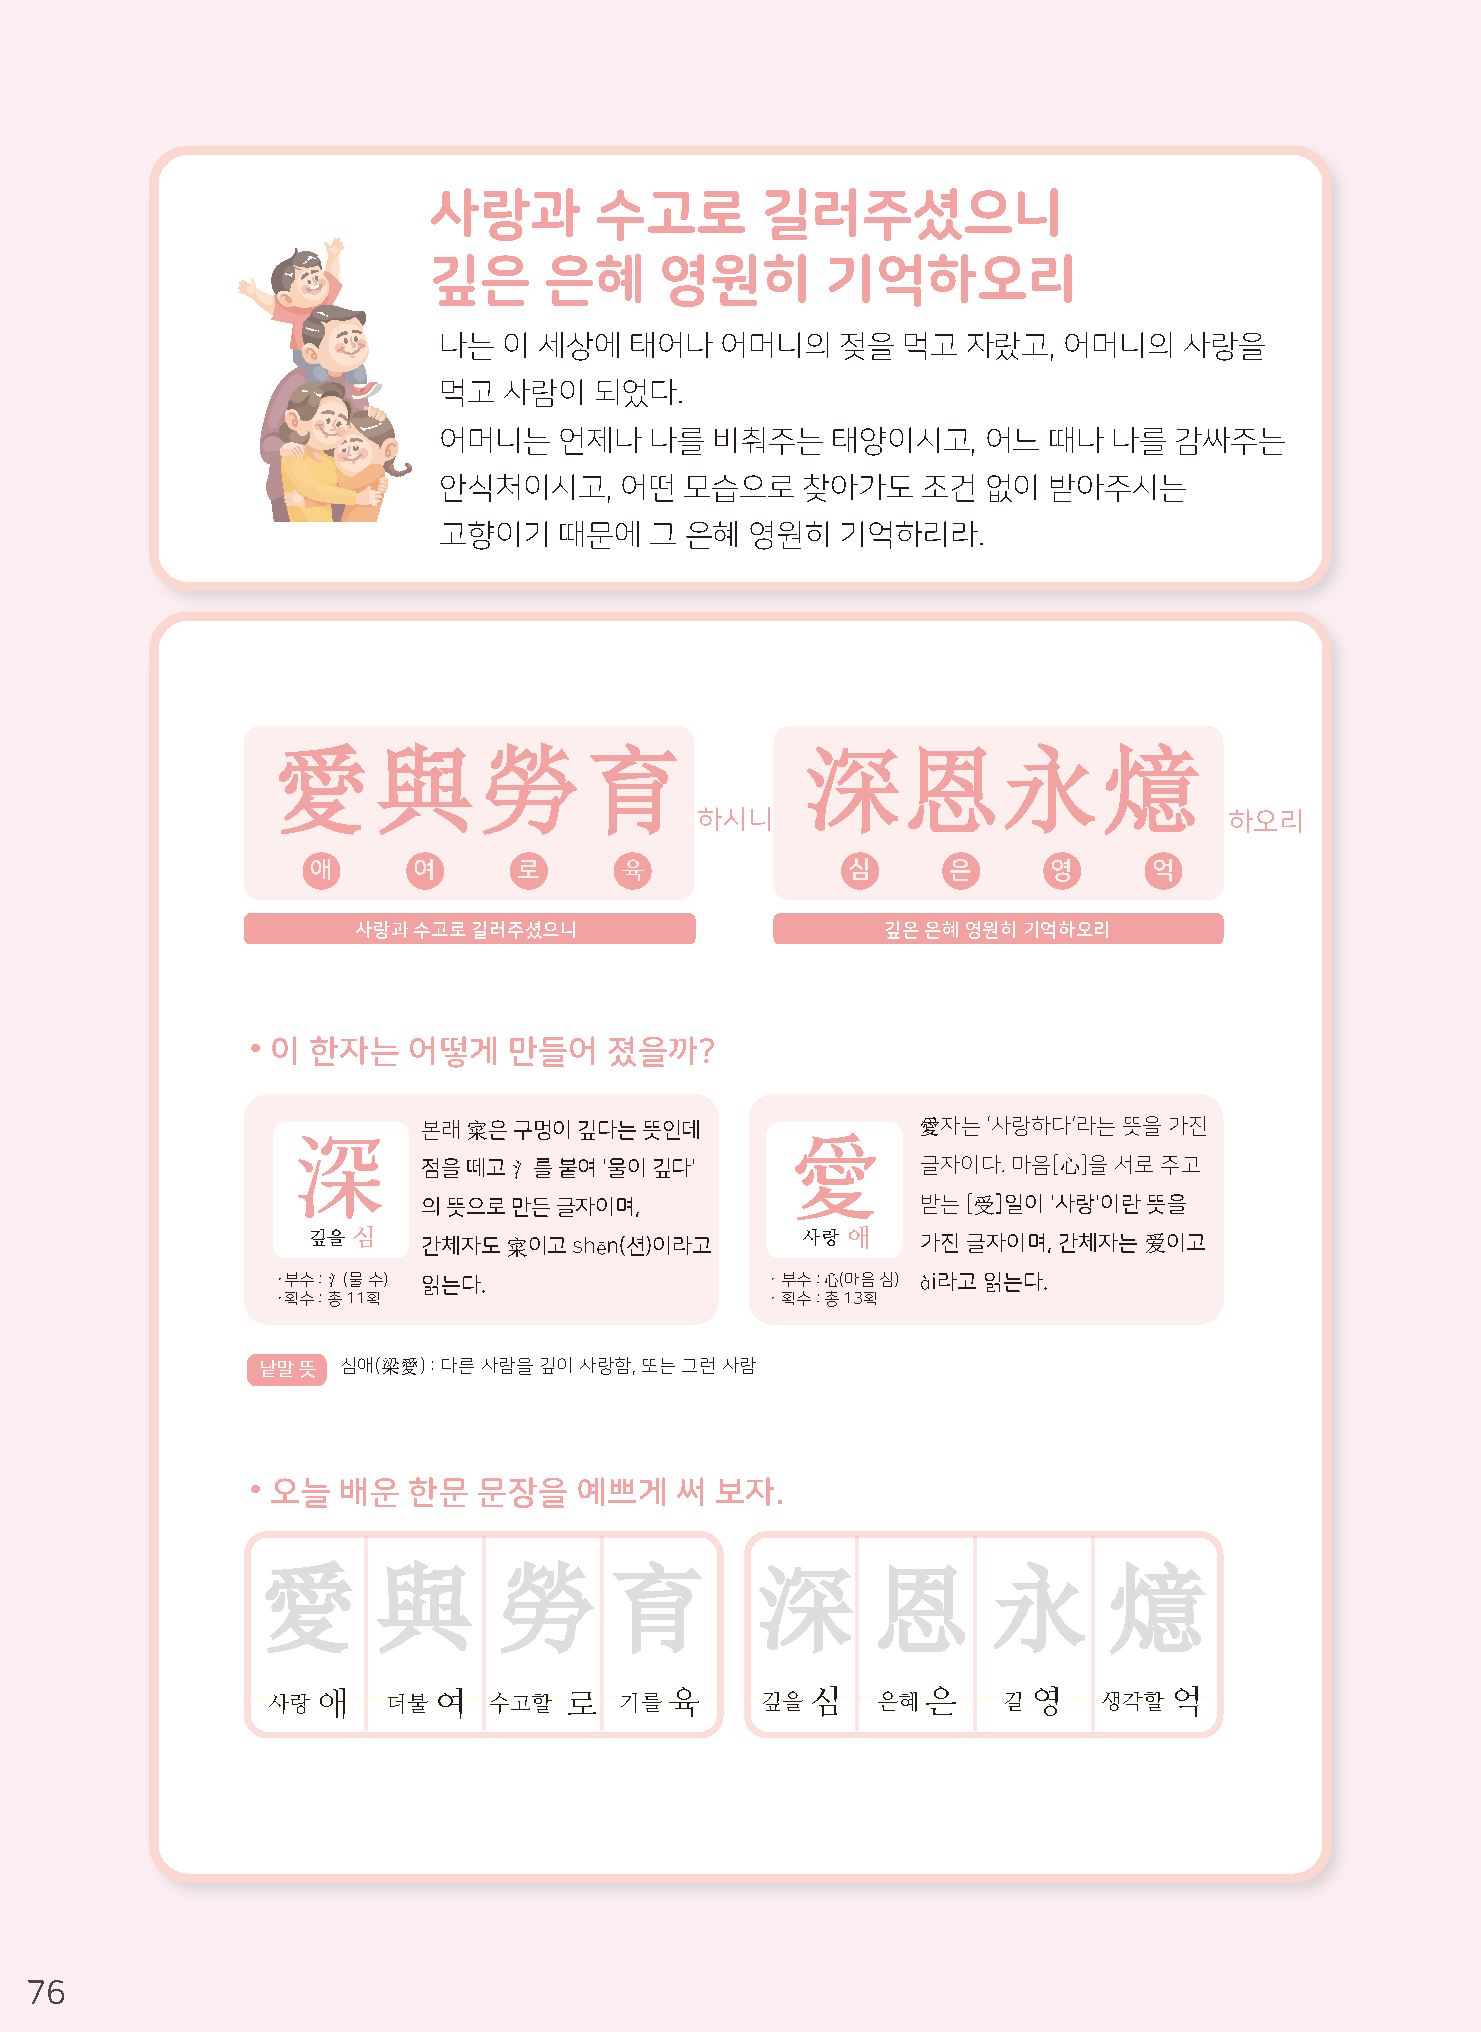 사랑과 수고로 길러주셨으니
깊은 은혜 영원히 기억하오리
나는 이 세상에 태어나 어머니의 젖을 먹고 자랐고, 어머니의 사랑을
먹고 사람이 되었다.
어머니는 언제나 나를 비춰주는 태양이시고, 어느 때나 나를 감싸주는
안식처이시고, 어떤 모습으로 찾아가도 조건 없이 받아주시는
고향이기 때문에 그 은혜 영원히 기억하리라.
愛與勞育 하시니 深恩永憶 하오리
애 여 로 육 심 은 영 억
사랑과 수고로 길러주셨으니
깊은 은혜 영원히 기억하오리
• 이 한자는 어떻게 만들어 졌을까?
深
깊을 심
·부수 : 氵(물 수)
·획수 : 총 11획
본래 穼은 구멍이 깊다는 뜻인데
점을 떼고 氵를 붙여 '물이 깊다'
의 뜻으로 만든 글자이며,
간체자도 穼이고 shēn(션)이라고
읽는다.
愛
사랑 애
· 부수 : 心(마음 심)
· 획수 : 총 13획
愛자는 '사랑하다'라는 뜻을 가진
글자이다. 마음[心]을 서로 주고
받는 [受]일이 '사랑'이란 뜻을
가진 글자이며, 간체자는 爱이고
ài라고 읽는다.
낱말 뜻 심애(梁愛) : 다른 사람을 깊이 사랑함, 또는 그런 사람
• 오늘 배운 한문 문장을 예쁘게 써 보자.
愛 與 勞 育 深 恩 永 憶
사랑 애 더불 여 수고할 로 기를 육 깊을 심 은혜 은 길 영 생각할 억
76